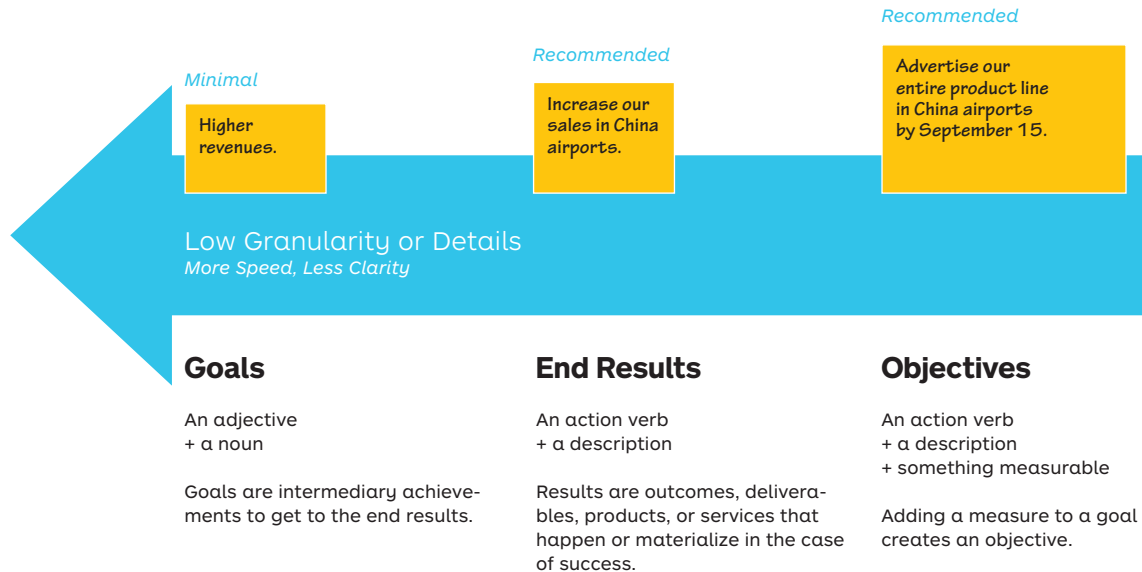 Recommended
Recommended
Minimal
Higher
revenues.
Increase our
sales in China
airports.
Advertise our
entire product line
in China airports
by September 15.
Low Granularity or Details
More Speed, Less Clarity
Goals
An adjective
+ a noun
Goals are intermediary achieve-
ments to get to the end results.
End Results
An action verb
+ a description
Results are outcomes, delivera-
bles, products, or services that
happen or materialize in the case
of success.
Objectives
An action verb
+ a description
+ something measurable
Adding a measure to a goal
creates an objective.